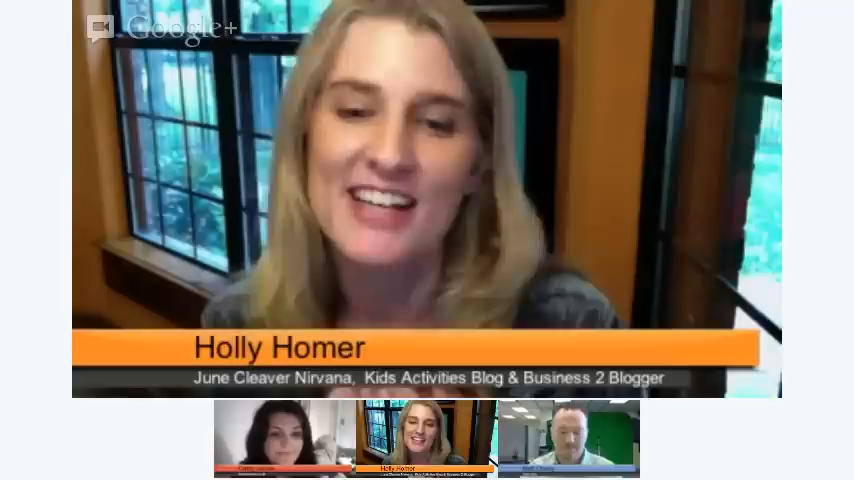 Google+
Holly Homer
June Cleaver Nirvana, Kids Activities Blog & Business 2 Blogger
Holly Homer